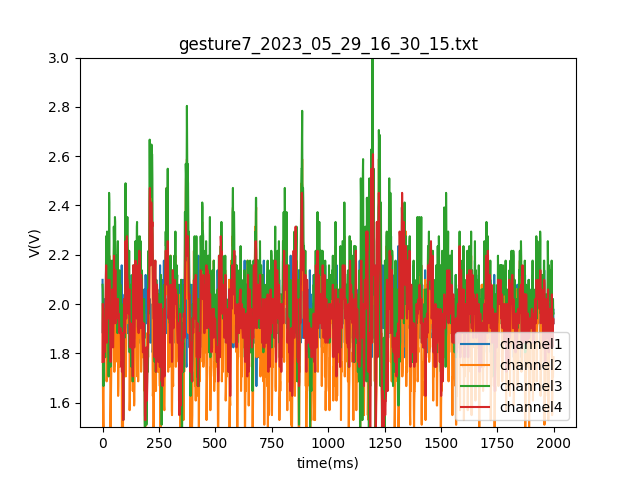 gesture7_2023_05_29_16_30_15.txt
3.0
2.8
2.6
2.4
2.2
2.0
1.8
1.6
V(V)
channel1
channel2
channel3
channel4
0 250 500 750 1000 1250 1500 1750 2000
time(ms)